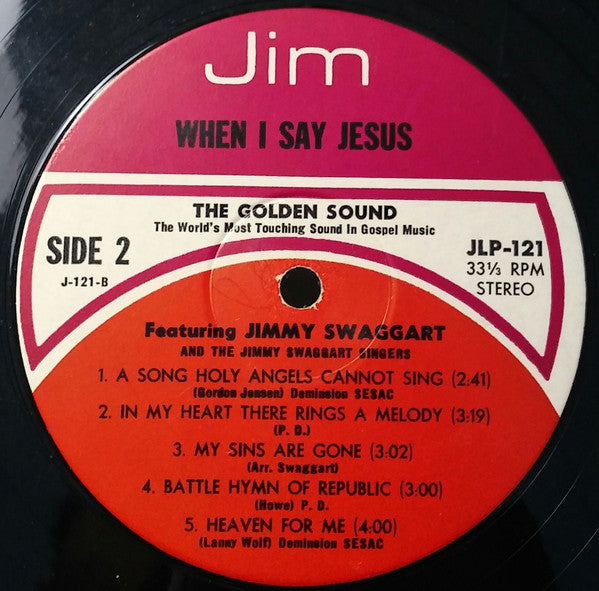 Jim
WHEN I SAY JESUS
THE GOLDEN SOUND
The World's Most Touching Sound In Gospel Music
SIDE 2
J-121-B
JLP-121
33⅓ RPM
STEREO
Featuring JIMMY SWAGGART
AND THE JIMMY SWAGGART SINGERS
1. A SONG HOLY ANGELS CANNOT SING (2:41)
(Gordon Jensen) Deminsion SESAC
2. IN MY HEART THERE RINGS A MELODY (3:19)
(P. D.)
3. MY SINS ARE GONE (3:02)
(Arr. Swaggart)
4. BATTLE HYMN OF REPUBLIC (3:00)
(Howe) P. D.
5. HEAVEN FOR ME (4:00)
(Lanny Wolf) Deminsion SESAC